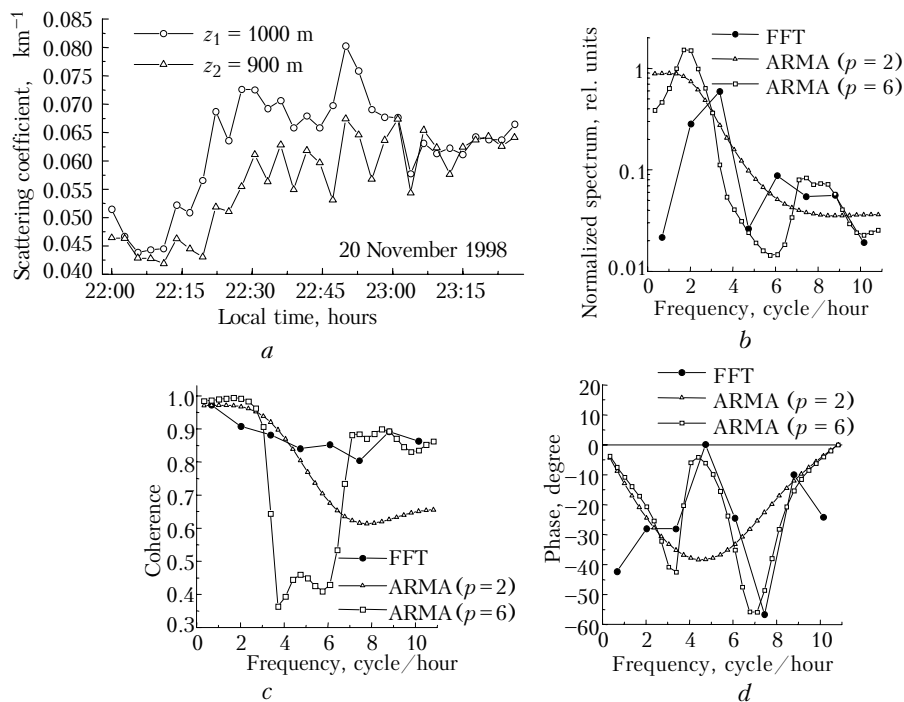 0.085
0.080
0.075
0.070
0.065
0.060
0.055
0.050
0.045
0.040
Scattering coefficient, km−1
z1 = 1000 m
z2 = 900 m
20 November 1998
22:00 22:15 22:30 22:45 23:00 23:15
Local time, hours
a
FFT
ARMA (p = 2)
ARMA (p = 6)
Normalized spectrum, rel. units
1
0.1
0.01
0 2 4 6 8 10
Frequency, cycle/hour
b
1.0
0.9
0.8
0.7
0.6
0.5
0.4
0.3
Coherence
FFT
ARMA (p = 2)
ARMA (p = 6)
0 2 4 6 8 10
Frequency, cycle/hour
c
FFT
ARMA (p = 2)
ARMA (p = 6)
20
10
0
−10
−20
−30
−40
−50
−60
Phase, degree
0 2 4 6 8 10
Frequency, cycle/hour
d